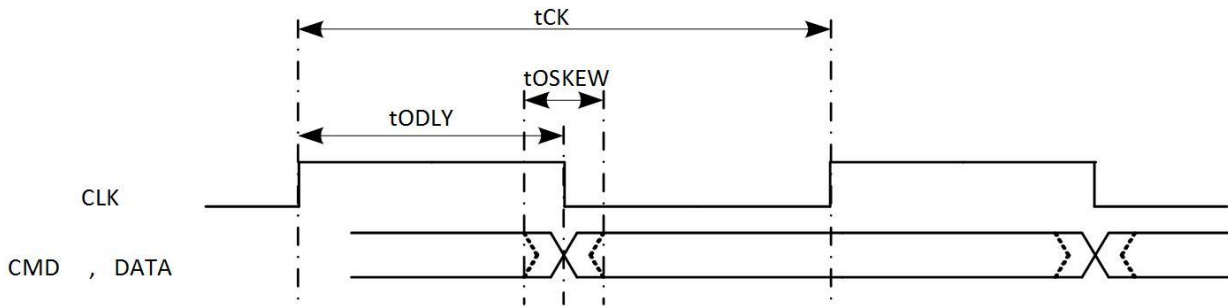 tCK
tOSKEW
tODLY
CLK
CMD , DATA